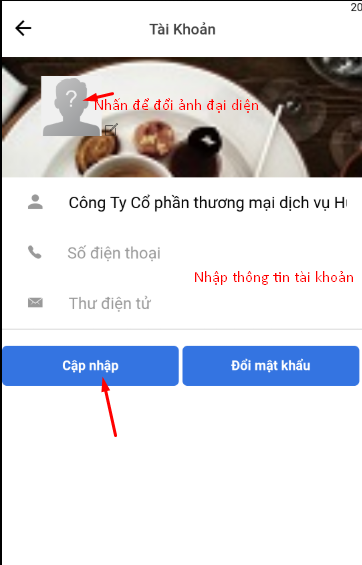 20
Tài Khoản
?
Nhấn để đổi ảnh đại diện
Công Ty Cổ phần thương mại dịch vụ
Số điện thoại
Nhập thông tin tài khoản
Thư điện tử
Cập nhập
Đổi mật khẩu